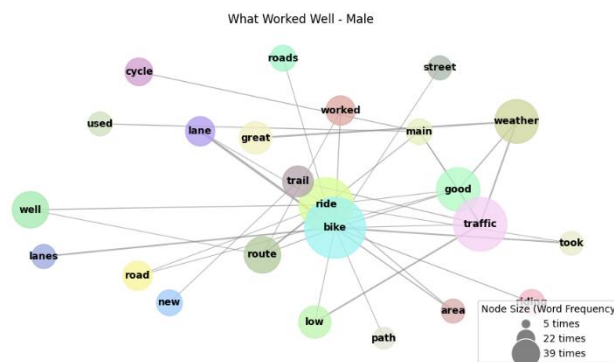 What Worked Well - Male
roads
cycle
street
worked
used
lane
great
main
weather
trail
good
well
ride
bike
traffic
lanes
route
took
road
new
low
area
riding
path
Node Size (Word Frequency)
5 times
22 times
39 times